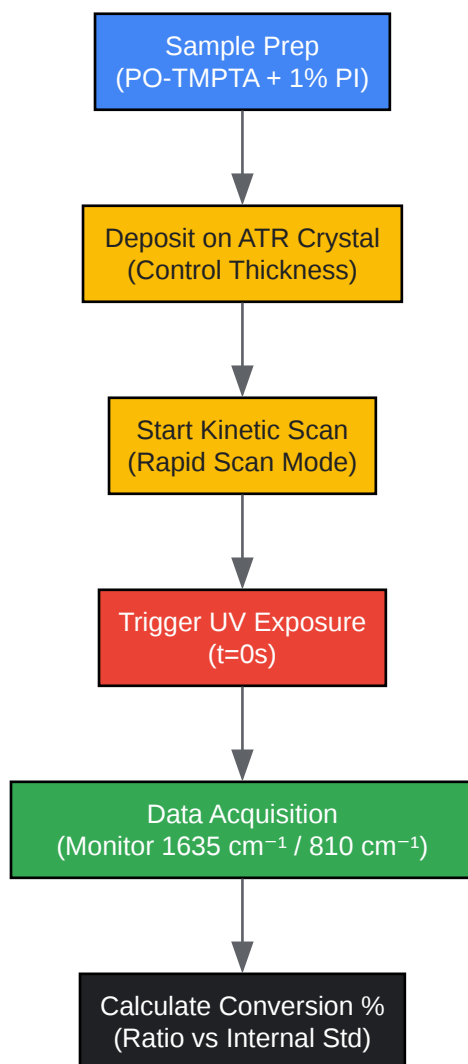 Sample Prep
(PO-TMPTA + 1% PI)
Deposit on ATR Crystal
(Control Thickness)
Start Kinetic Scan
(Rapid Scan Mode)
Trigger UV Exposure
(t=0s)
Data Acquisition
(Monitor 1635 cm⁻¹ / 810 cm⁻¹)
Calculate Conversion %
(Ratio vs Internal Std)